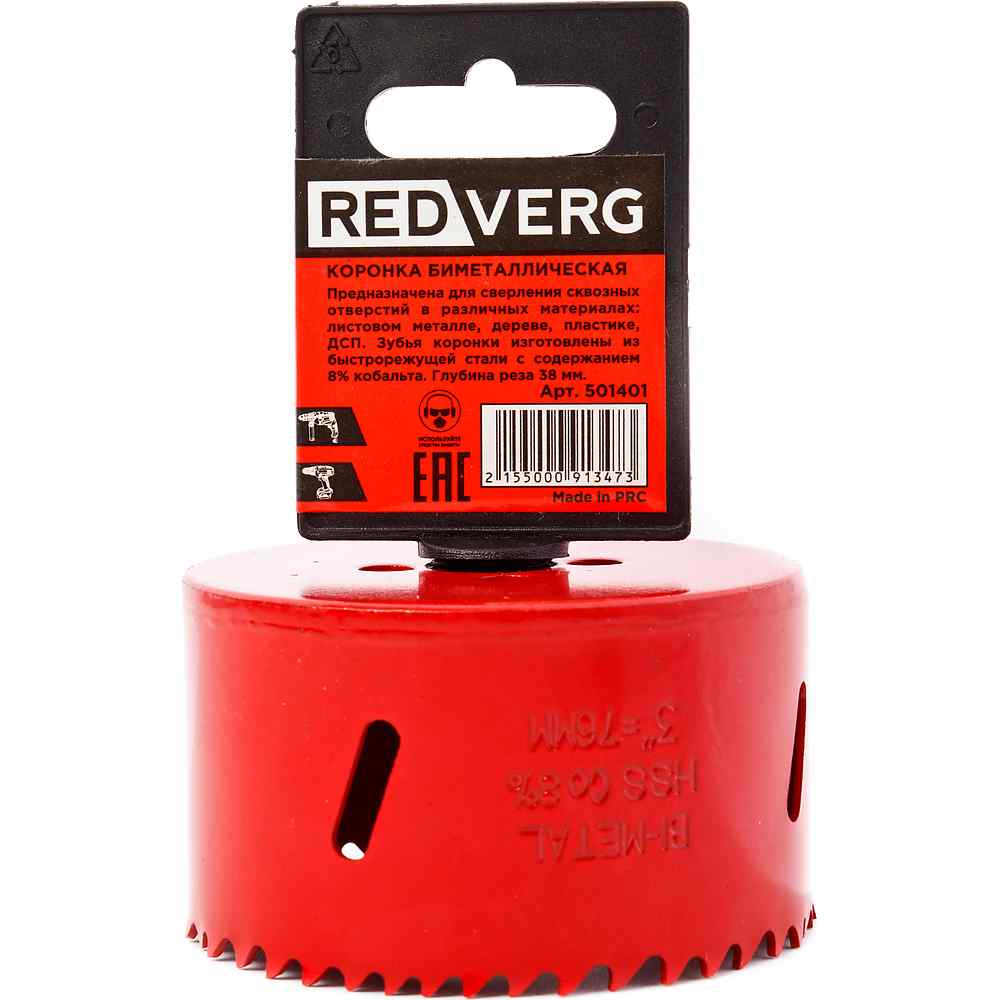 REDVERG
КОРОНКА БИМЕТАЛЛИЧЕСКАЯ
Предназначена для сверления сквозных
отверстий в различных материалах:
листовом металле, дереве, пластике,
ДСП. Зубья коронки изготовлены из
быстрорежущей стали с содержанием
8% кобальта. Глубина реза 38 мм.
Арт. 501401
ИСПОЛЬЗУЙТЕ
СРЕДСТВА ЗАЩИТЫ
EAC
2 155000 913473
Made in PRC
BI-METAL
HSS Co 8%
3"=76MM